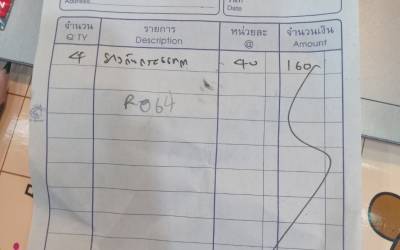 Address
Date
จำนวน รายการ หน่วยละ จำนวนเงิน
Q'TY Description @ Amount
4 40 160
R064